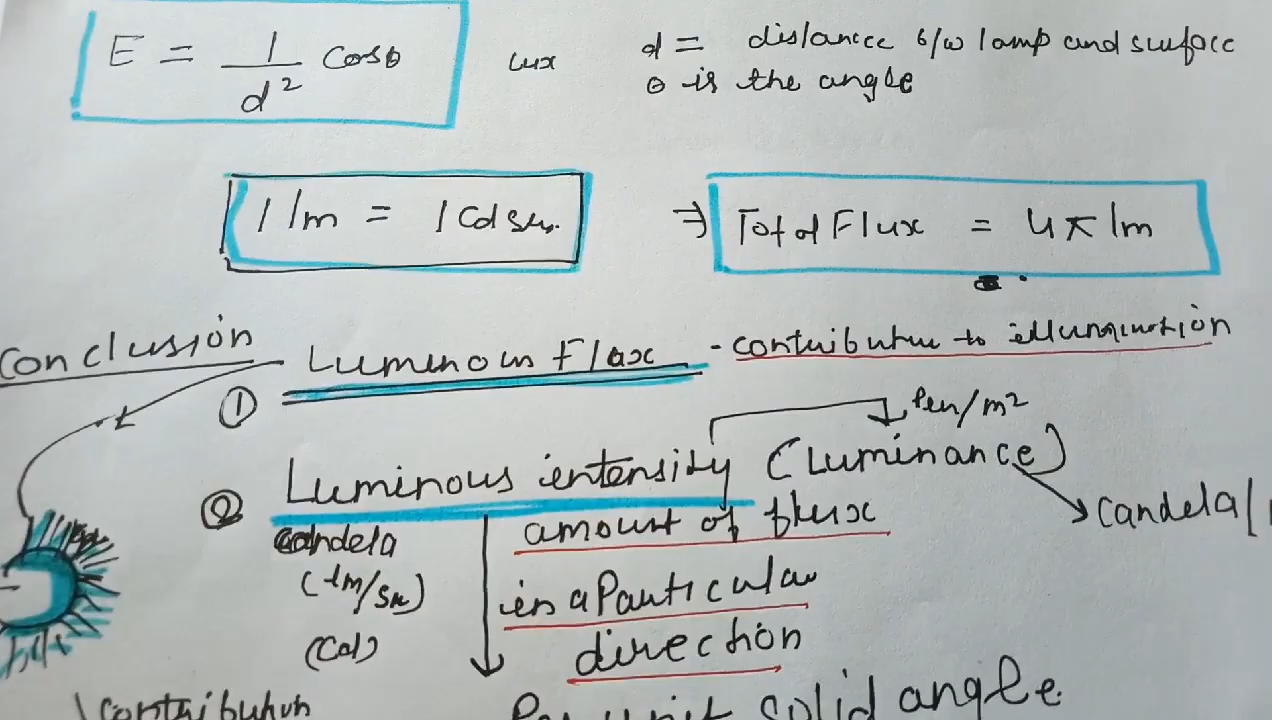 E = 1/d² Cosθ lux d = distance b/w lamp and surface
θ is the angle
1 lm = 1 Cd sr. ⇒ Total Flux = 4π lm
Conclusion
① Luminous Flux - contribution to illumination
Per/m²
② Luminous intensity (Luminance)
candela/
candela amount of flux
(lm/sr) in a Particular
(Cd) direction
Contribution Per unit solid angle.